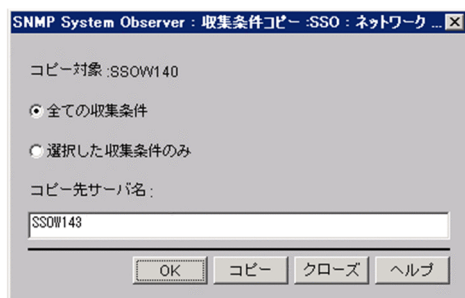 SNMP System Observer : 収集条件コピー :SSO : ネットワーク ...
コピー対象 :SSOW140
全ての収集条件
選択した収集条件のみ
コピー先サーバ名 :
SSOW143
OK コピー クローズ ヘルプ